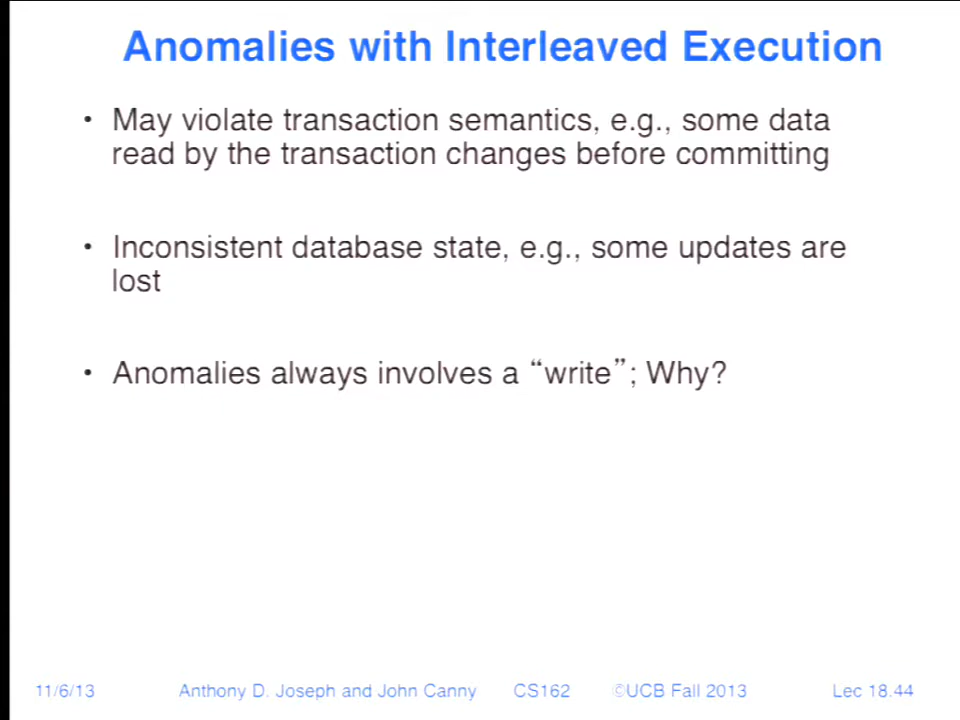 Anomalies with Interleaved Execution
• May violate transaction semantics, e.g., some data
read by the transaction changes before committing
• Inconsistent database state, e.g., some updates are
lost
• Anomalies always involves a “write”; Why?
11/6/13 Anthony D. Joseph and John Canny CS162 ©UCB Fall 2013 Lec 18.44